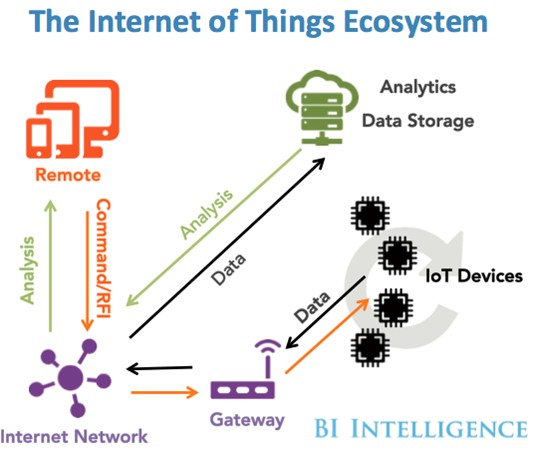 The Internet of Things Ecosystem
Analytics
Data Storage
Remote
Analysis
Command/RFI
Analysis
Data
Data
IoT Devices
Internet Network
Gateway
BI INTELLIGENCE